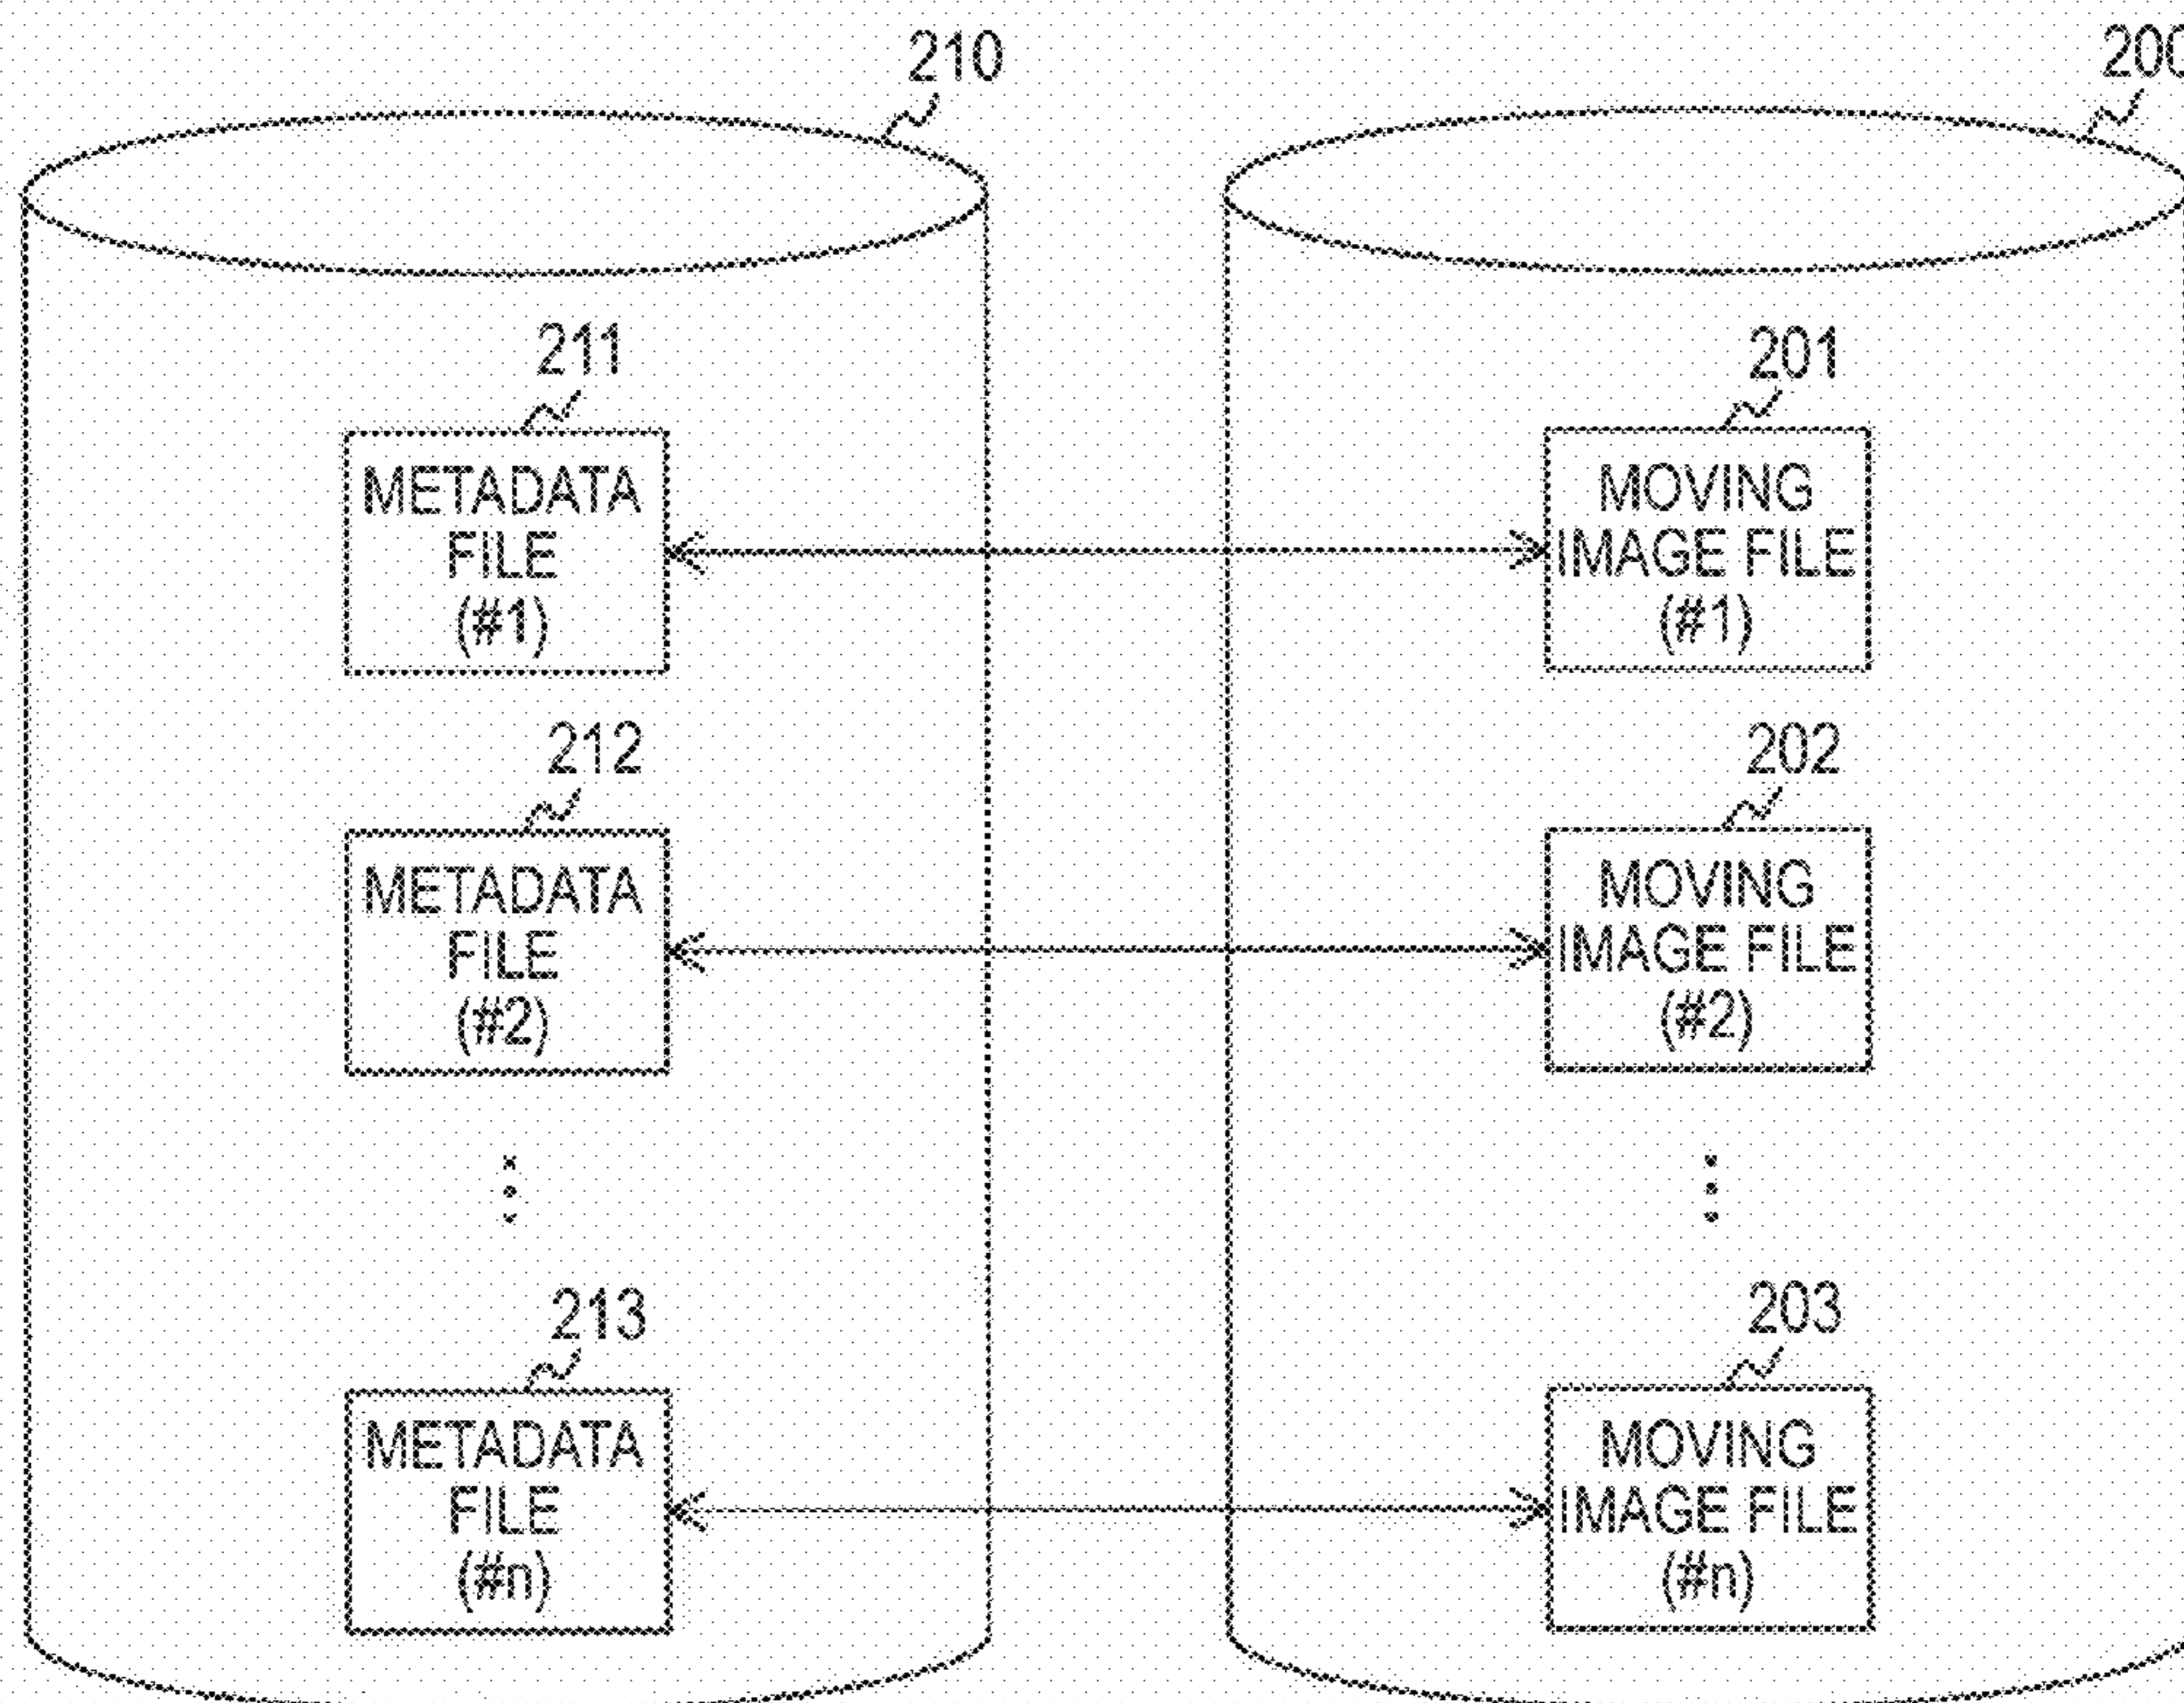 210
200
211
201
METADATA
FILE
(#1)
MOVING
IMAGE FILE
(#1)
212
202
METADATA
FILE
(#2)
MOVING
IMAGE FILE
(#2)
213
203
METADATA
FILE
(#n)
MOVING
IMAGE FILE
(#n)